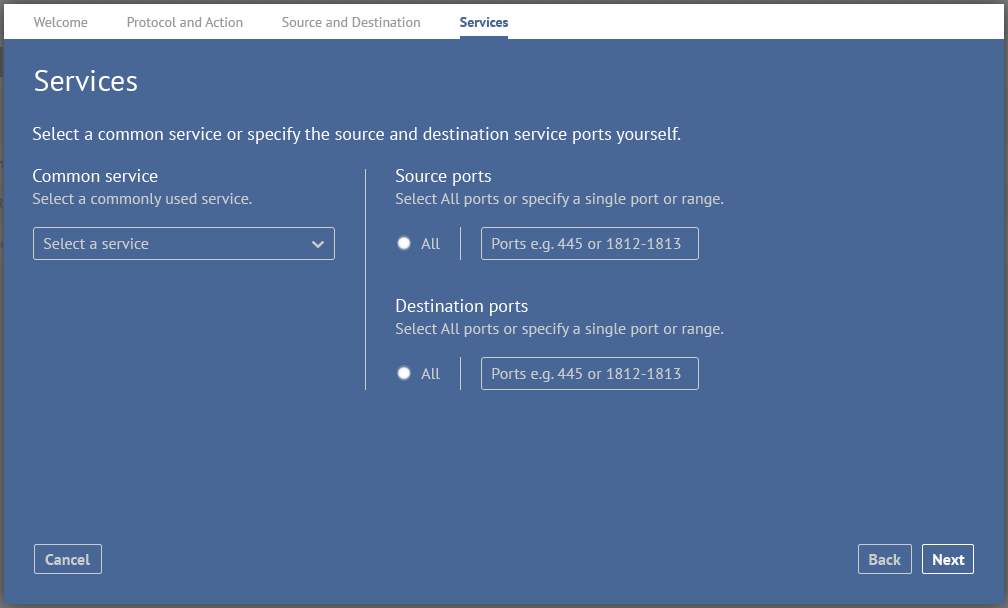 Welcome Protocol and Action Source and Destination Services
Services
Select a common service or specify the source and destination service ports yourself.
Common service
Select a commonly used service.
Select a service
Source ports
Select All ports or specify a single port or range.
All Ports e.g. 445 or 1812-1813
Destination ports
Select All ports or specify a single port or range.
All Ports e.g. 445 or 1812-1813
Cancel Back Next